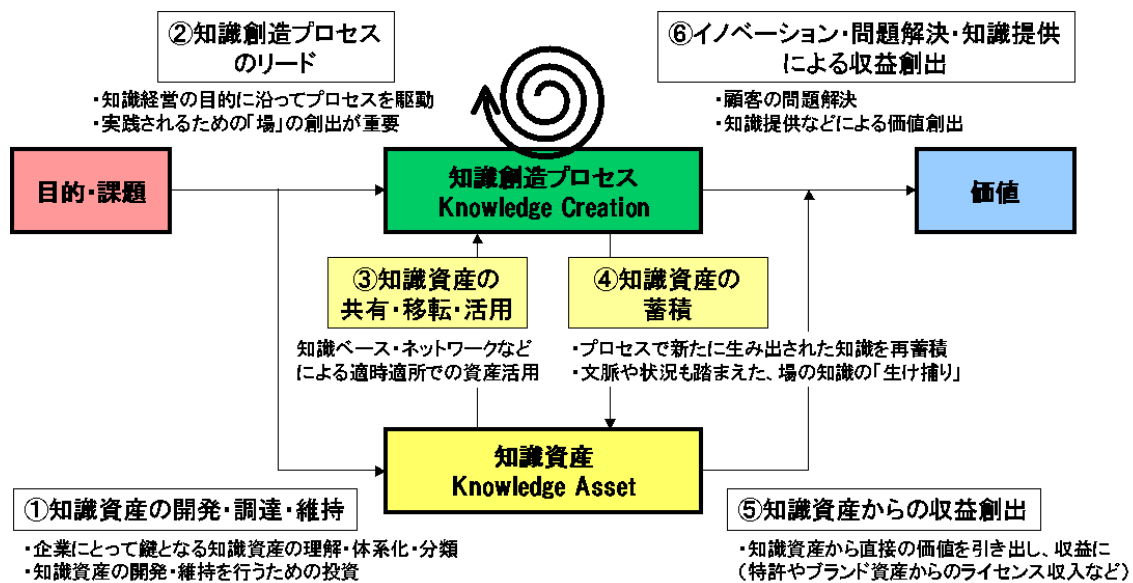 ②知識創造プロセス
のリード
・知識経営の目的に沿ってプロセスを駆動
・実践されるための「場」の創出が重要
⑥イノベーション・問題解決・知識提供
による収益創出
・顧客の問題解決
・知識提供などによる価値創出
目的・課題
知識創造プロセス
Knowledge Creation
価値
③知識資産の
共有・移転・活用
知識ベース・ネットワークなど
による適時適所での資産活用
④知識資産の
蓄積
・プロセスで新たに生み出された知識を再蓄積
・文脈や状況も踏まえた、場の知識の「生け捕り」
知識資産
Knowledge Asset
①知識資産の開発・調達・維持
・企業にとって鍵となる知識資産の理解・体系化・分類
・知識資産の開発・維持を行うための投資
⑤知識資産からの収益創出
・知識資産から直接の価値を引き出し、収益に
（特許やブランド資産からのライセンス収入など）